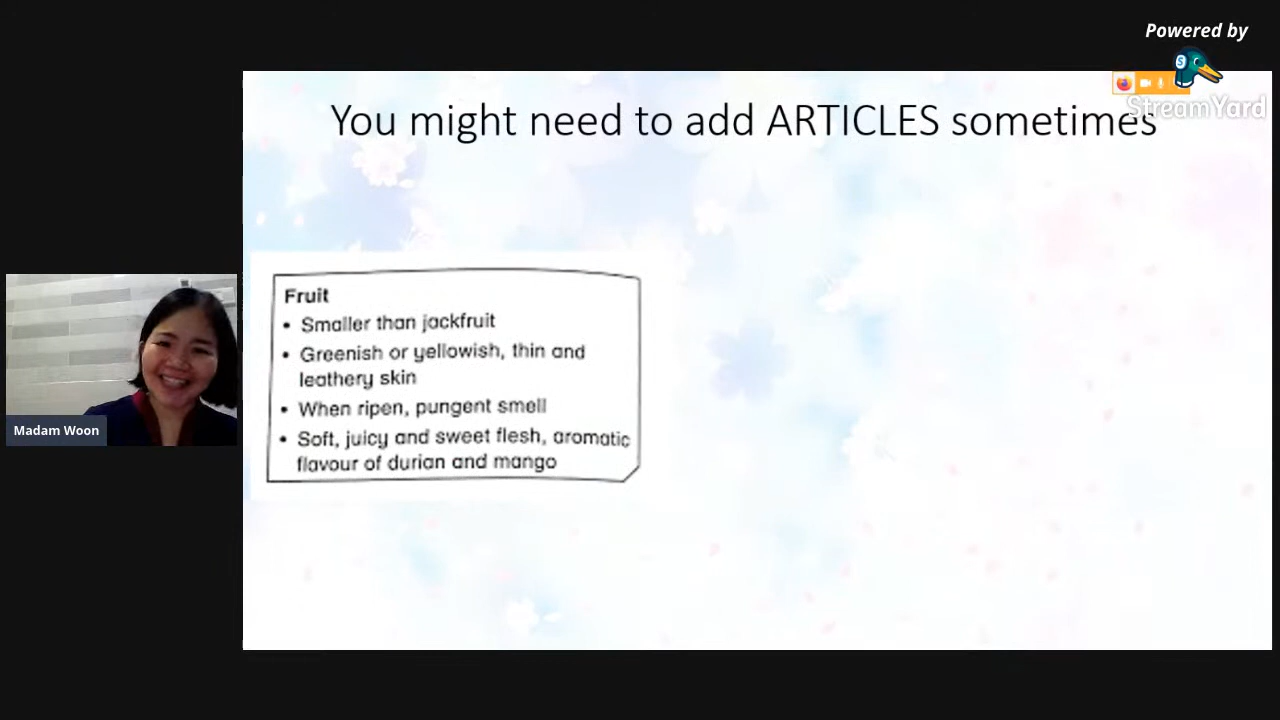 Powered by
StreamYard
You might need to add ARTICLES sometimes
Fruit
• Smaller than jackfruit
• Greenish or yellowish, thin and
leathery skin
• When ripen, pungent smell
• Soft, juicy and sweet flesh, aromatic
flavour of durian and mango
Madam Woon